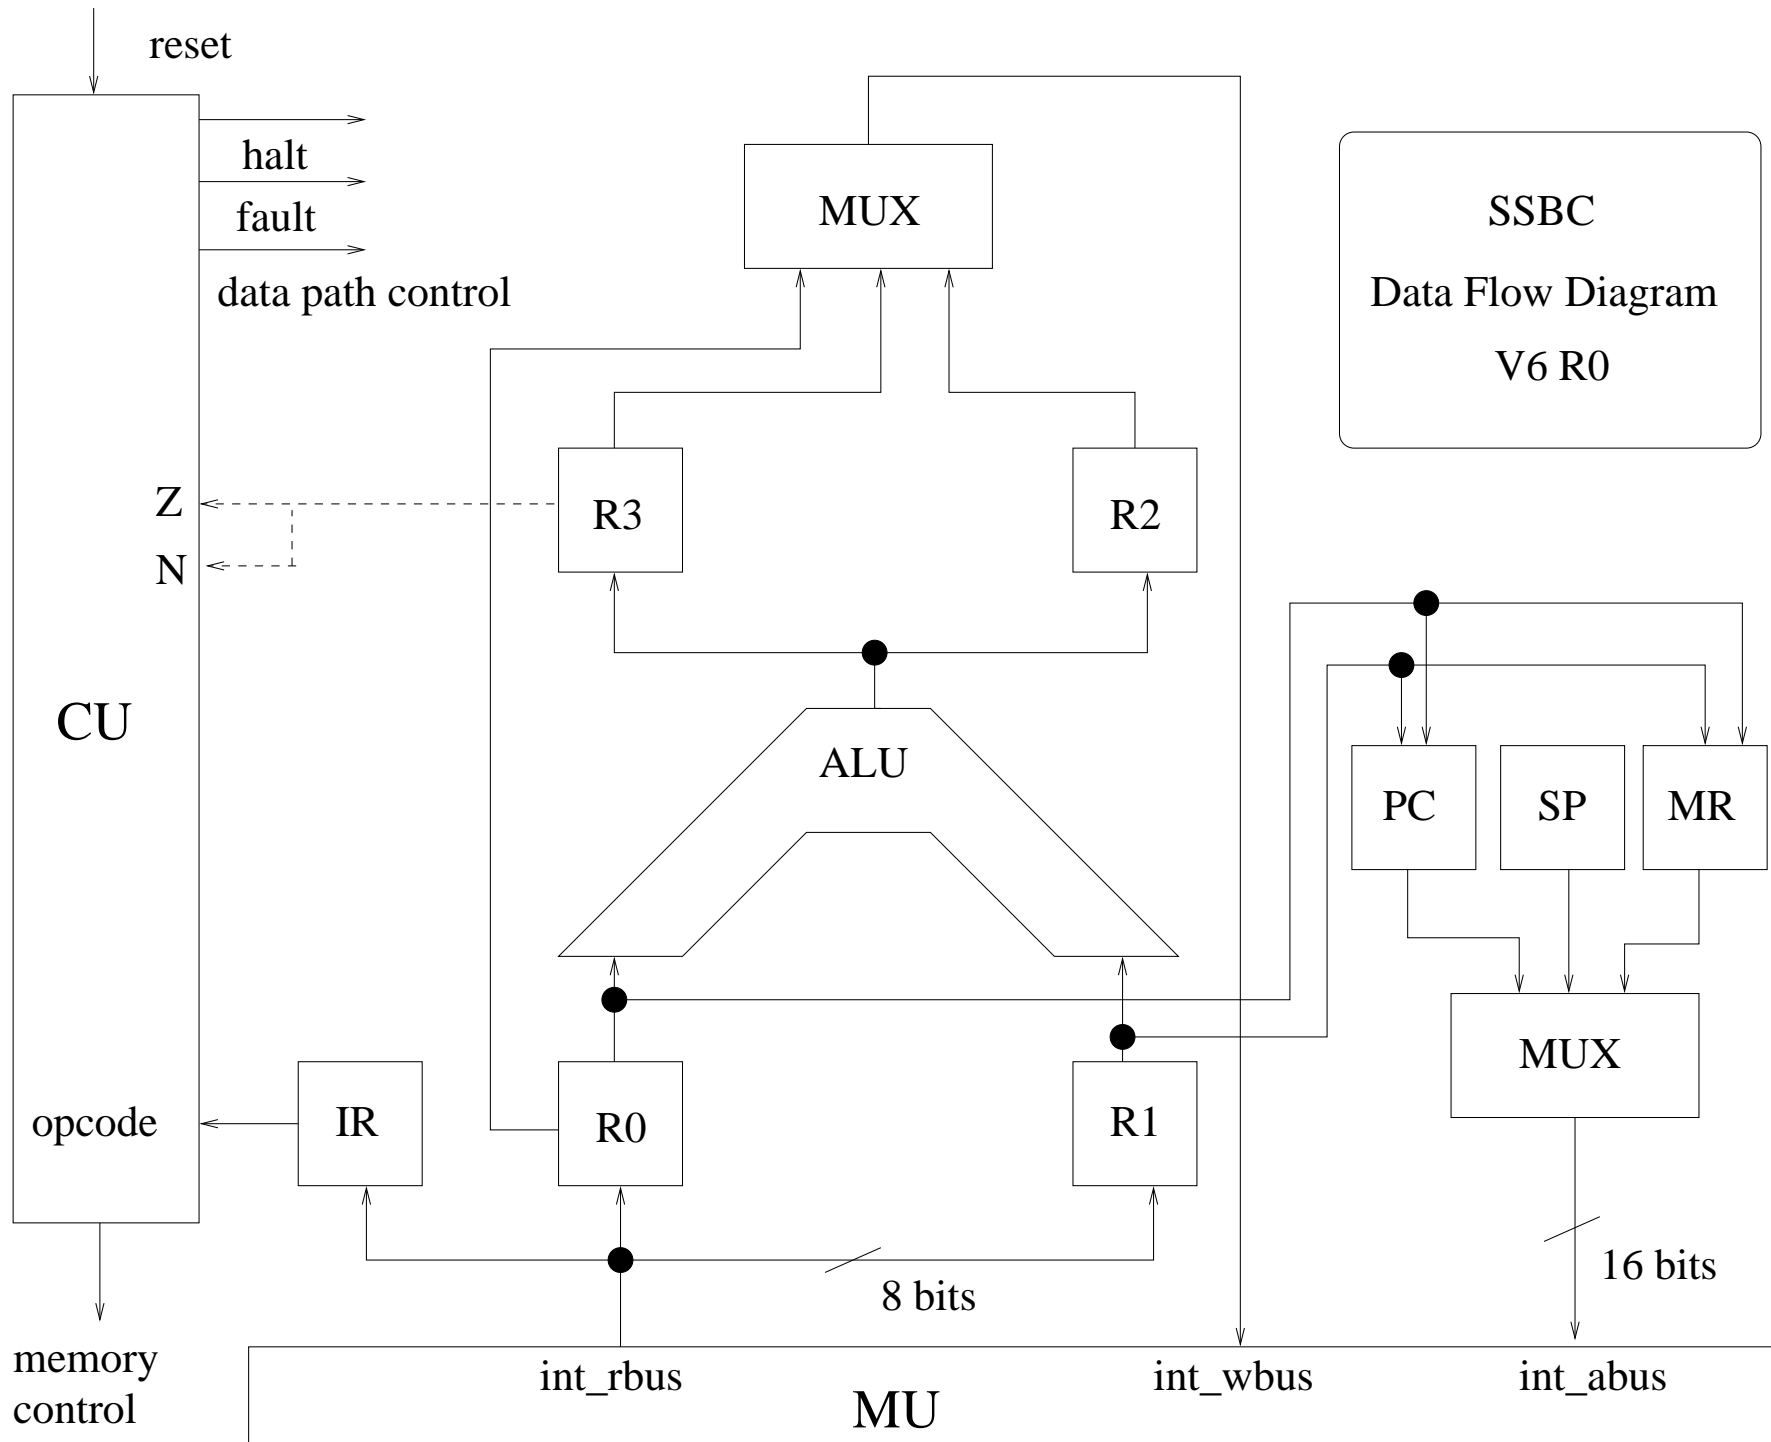 reset
halt
fault
data path control
MUX
SSBC
Data Flow Diagram
V6 R0
Z
N
R3
R2
CU
ALU
PC
SP
MR
MUX
opcode
IR
R0
R1
8 bits
16 bits
memory
control
int_rbus
int_wbus
int_abus
MU